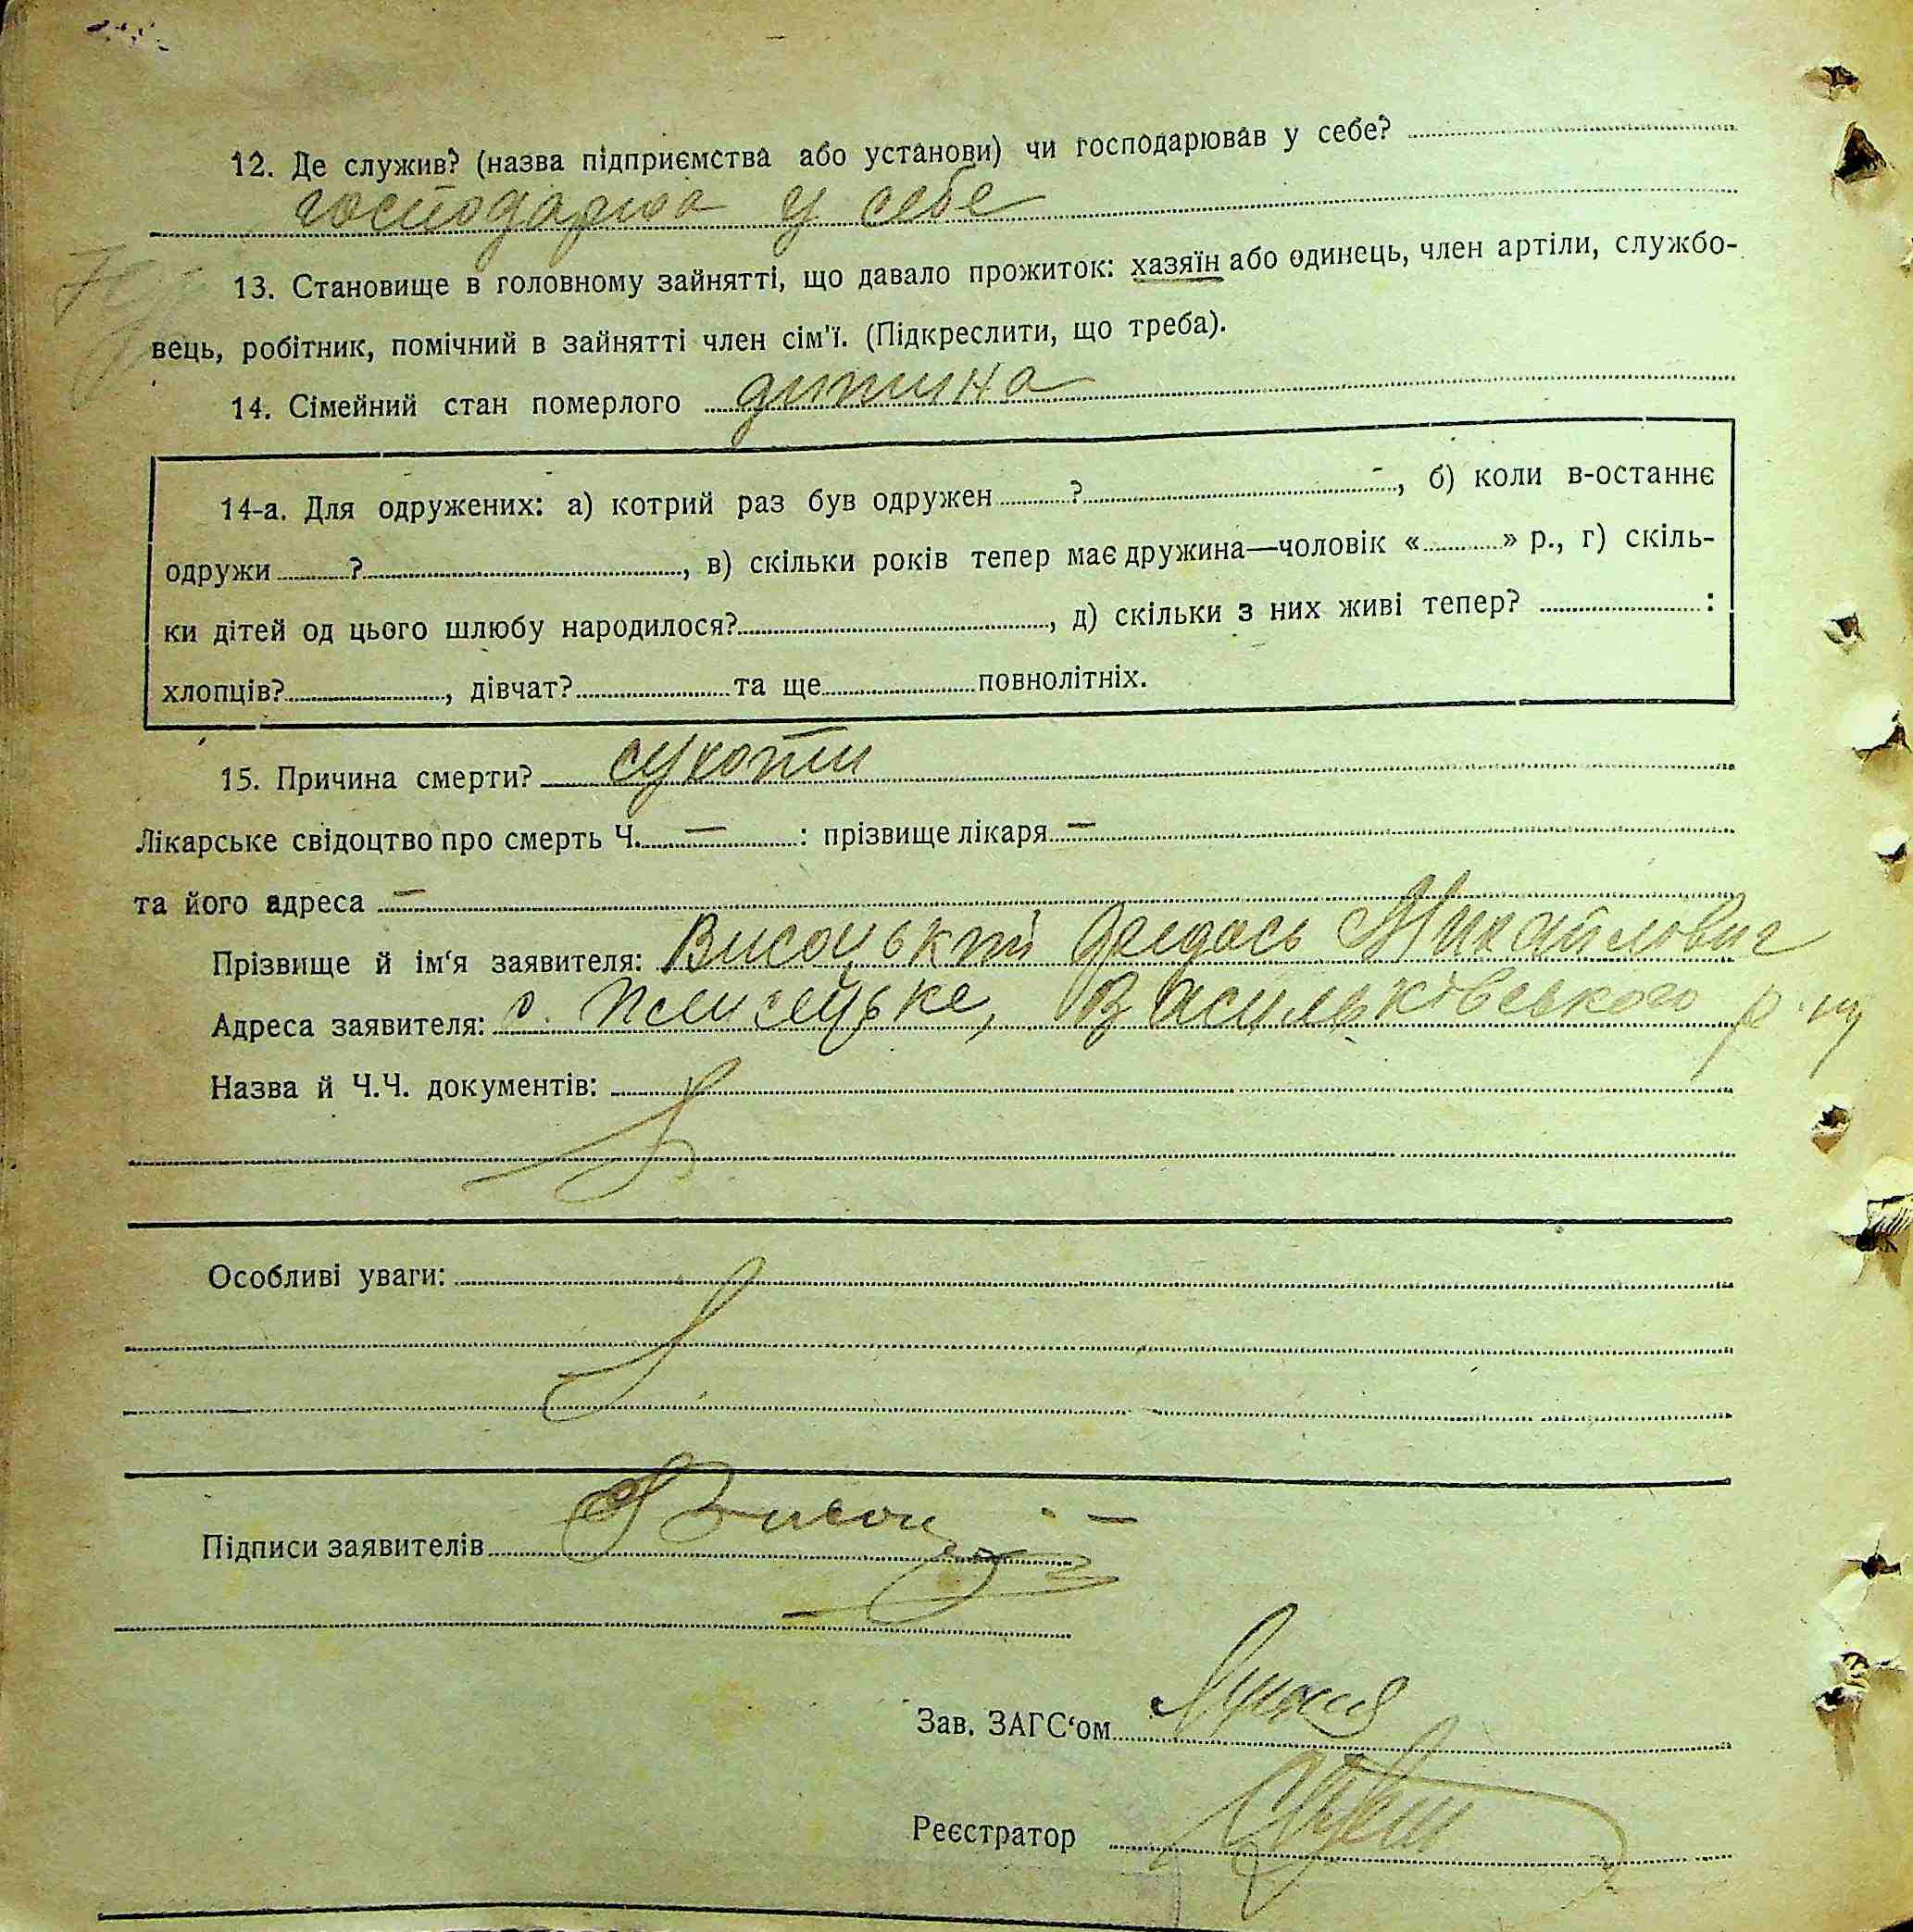 12. Де служив? (назва підприємства або установи) чи господарював у себе?
господарюв у себе
13. Становище в головному зайнятті, що давало прожиток: хазяїн або одинець, член артіли, службо-
вець, робітник, помічний в зайнятті член сім'ї. (Підкреслити, що треба).
14. Сімейний стан померлого дитина
14-а. Для одружених: а) котрий раз був одружен ? -, б) коли в-останнє
одружи ? , в) скільки років тепер має дружина—чоловік « » р., г) скіль-
ки дітей од цього шлюбу народилося? , д) скільки з них живі тепер? :
хлопців? , дівчат? та ще повнолітніх.
15. Причина смерти? сухоти
Лікарське свідоцтво про смерть Ч. — : прізвище лікаря —
та його адреса —
Прізвище й ім'я заявителя: Висоцький Михайлович
Адреса заявителя: с. Васильківського р-ну
Назва й Ч.Ч. документів:
Особливі уваги:
Підписи заявителів
Зав. ЗАГС'ом
Реєстратор